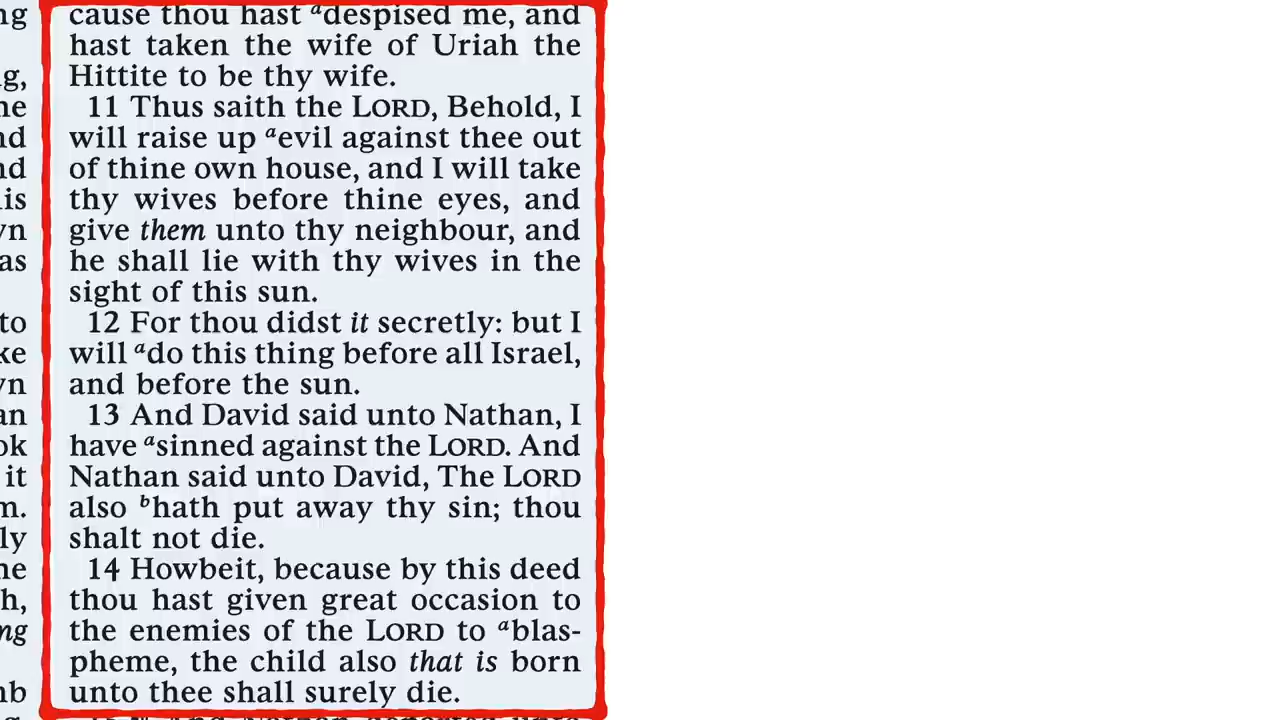 cause thou hast ᵃdespised me, and
hast taken the wife of Uriah the
Hittite to be thy wife.
11 Thus saith the LORD, Behold, I
will raise up ᵃevil against thee out
of thine own house, and I will take
thy wives before thine eyes, and
give them unto thy neighbour, and
he shall lie with thy wives in the
sight of this sun.
12 For thou didst it secretly: but I
will ᵃdo this thing before all Israel,
and before the sun.
13 And David said unto Nathan, I
have ᵃsinned against the LORD. And
Nathan said unto David, The LORD
also ᵇhath put away thy sin; thou
shalt not die.
14 Howbeit, because by this deed
thou hast given great occasion to
the enemies of the LORD to ᵃblas-
pheme, the child also that is born
unto thee shall surely die.